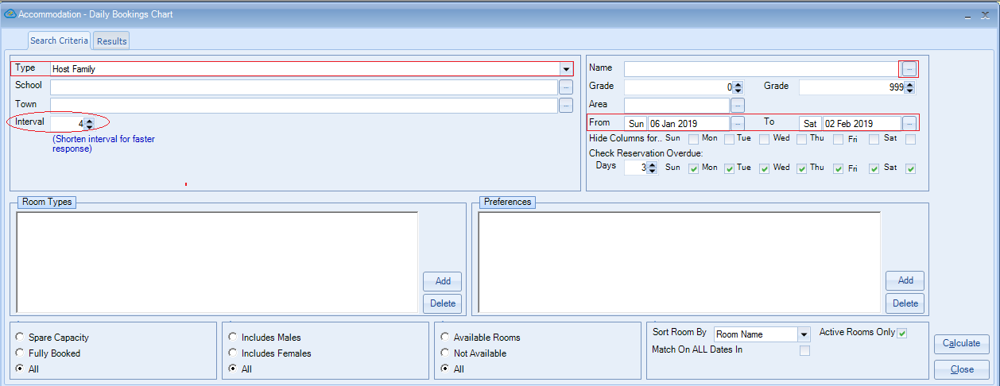 Accommodation - Daily Bookings Chart
Search Criteria
Results
Type Host Family
School ...
Town ...
Interval 4
(Shorten interval for faster
response)
Name ...
Grade 0 Grade 999
Area ...
From Sun 06 Jan 2019 ... To Sat 02 Feb 2019 ...
Hide Columns for.. Sun Mon Tue Wed Thu Fri Sat
Check Reservation Overdue:
Days 3 Sun Mon Tue Wed Thu Fri Sat
Room Types
Add
Delete
Preferences
Add
Delete
Spare Capacity
Fully Booked
All
Includes Males
Includes Females
All
Available Rooms
Not Available
All
Sort Room By Room Name Active Rooms Only
Match On ALL Dates In
Calculate
Close